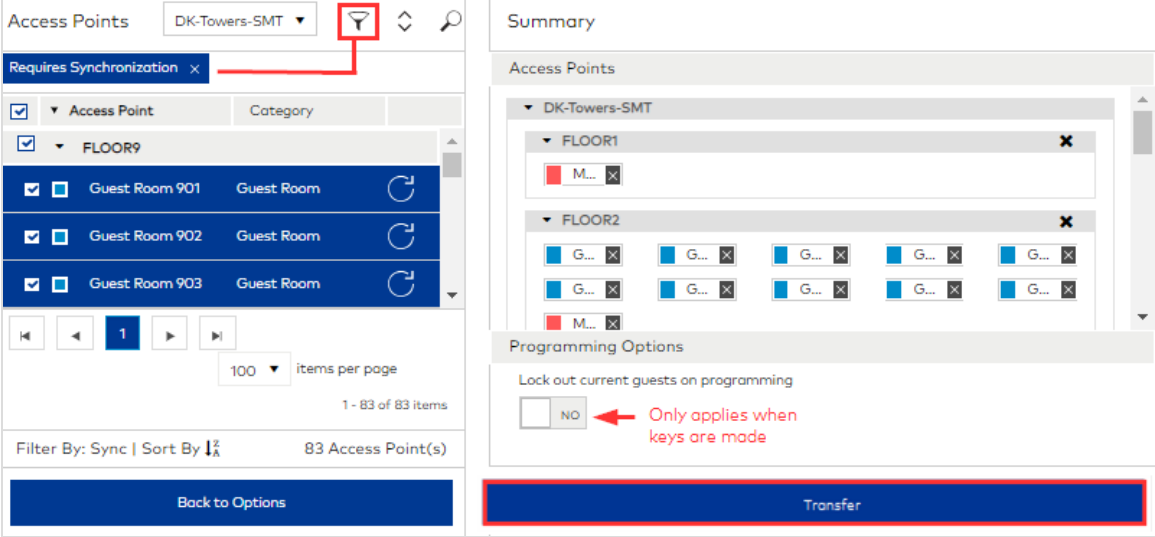 Access Points
DK-Towers-SMT
Requires Synchronization ×
Access Point Category
FLOOR9
Guest Room 901 Guest Room
Guest Room 902 Guest Room
Guest Room 903 Guest Room
1
100 items per page
1 - 83 of 83 items
Filter By: Sync | Sort By 83 Access Point(s)
Back to Options
Summary
Access Points
DK-Towers-SMT
FLOOR1
M...
FLOOR2
G... G... G... G... G...
G... G... G... G... G...
M...
Programming Options
Lock out current guests on programming
NO
Only applies when
keys are made
Transfer